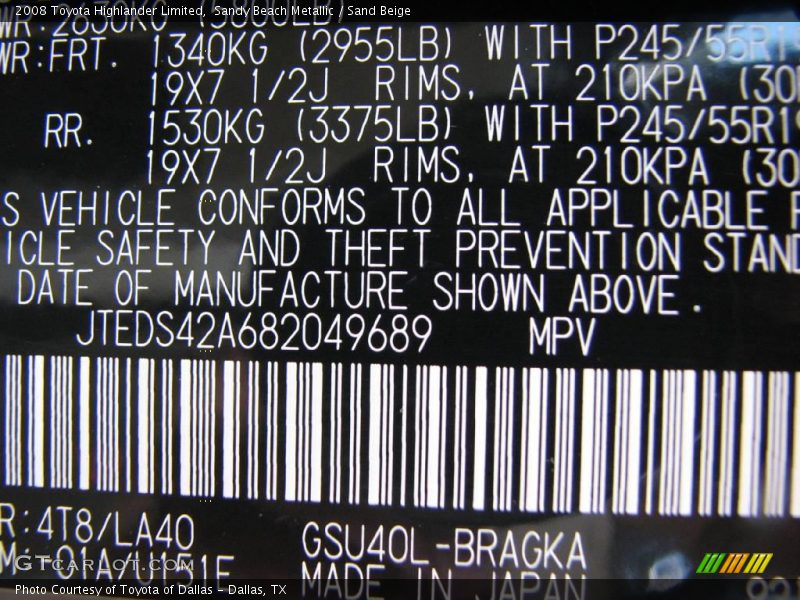 2008 Toyota Highlander Limited, Sandy Beach Metallic / Sand Beige
WR:FRT. 1340KG (2955LB) WITH P245/55R1
19X7 1/2J RIMS, AT 210KPA (30
RR. 1530KG (3375LB) WITH P245/55R19
19X7 1/2J RIMS, AT 210KPA (30
S VEHICLE CONFORMS TO ALL APPLICABLE F
ICLE SAFETY AND THEFT PREVENTION STAND
DATE OF MANUFACTURE SHOWN ABOVE.
JTEDS42A682049689 MPV
R:4T8/LA40 GSU40L-BRAGKA
M: 01A/U151F MADE IN JAPAN
GTCARLOT.COM
Photo Courtesy of Toyota of Dallas - Dallas, TX